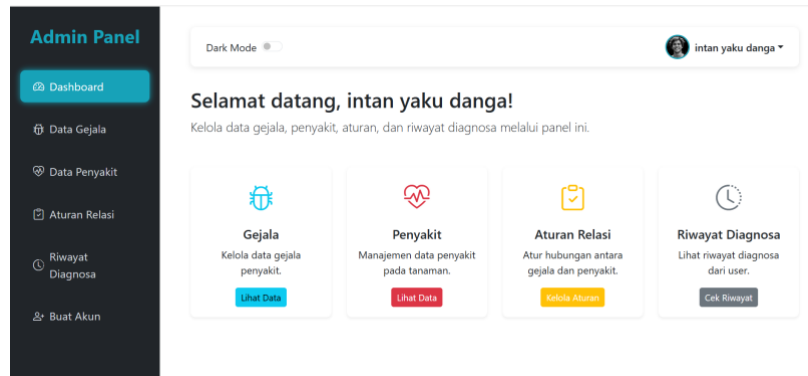 Admin Panel
Dashboard
Data Gejala
Data Penyakit
Aturan Relasi
Riwayat
Diagnosa
Buat Akun
Dark Mode
intan yaku danga
Selamat datang, intan yaku danga!
Kelola data gejala, penyakit, aturan, dan riwayat diagnosa melalui panel ini.
Gejala
Kelola data gejala
penyakit.
Lihat Data
Penyakit
Manajemen data penyakit
pada tanaman.
Lihat Data
Aturan Relasi
Atur hubungan antara
gejala dan penyakit.
Kelola Aturan
Riwayat Diagnosa
Lihat riwayat diagnosa
dari user.
Cek Riwayat